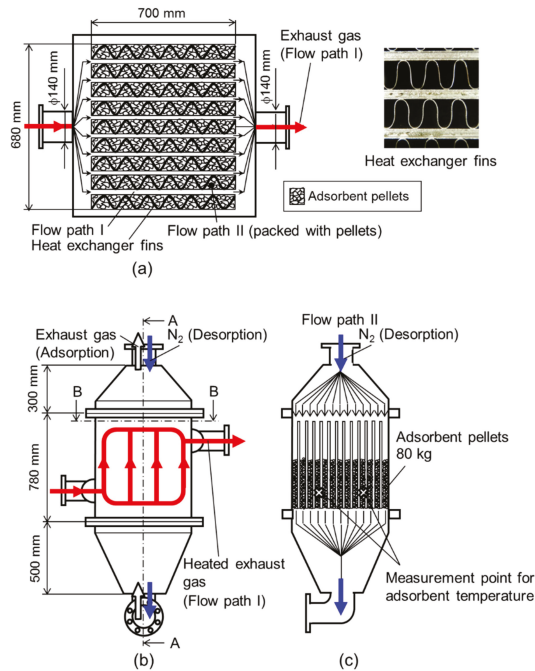 700 mm
Exhaust gas
(Flow path I)
ϕ140 mm
ϕ140 mm
680 mm
Heat exchanger fins
Adsorbent pellets
Flow path I
Heat exchanger fins
Flow path II (packed with pellets)
(a)
A
N2 (Desorption)
Exhaust gas
(Adsorption)
300 mm
B
B
780 mm
500 mm
Heated exhaust
gas
(Flow path I)
A
(b)
Flow path II
N2 (Desorption)
Adsorbent pellets
80 kg
Measurement point for
adsorbent temperature
(c)